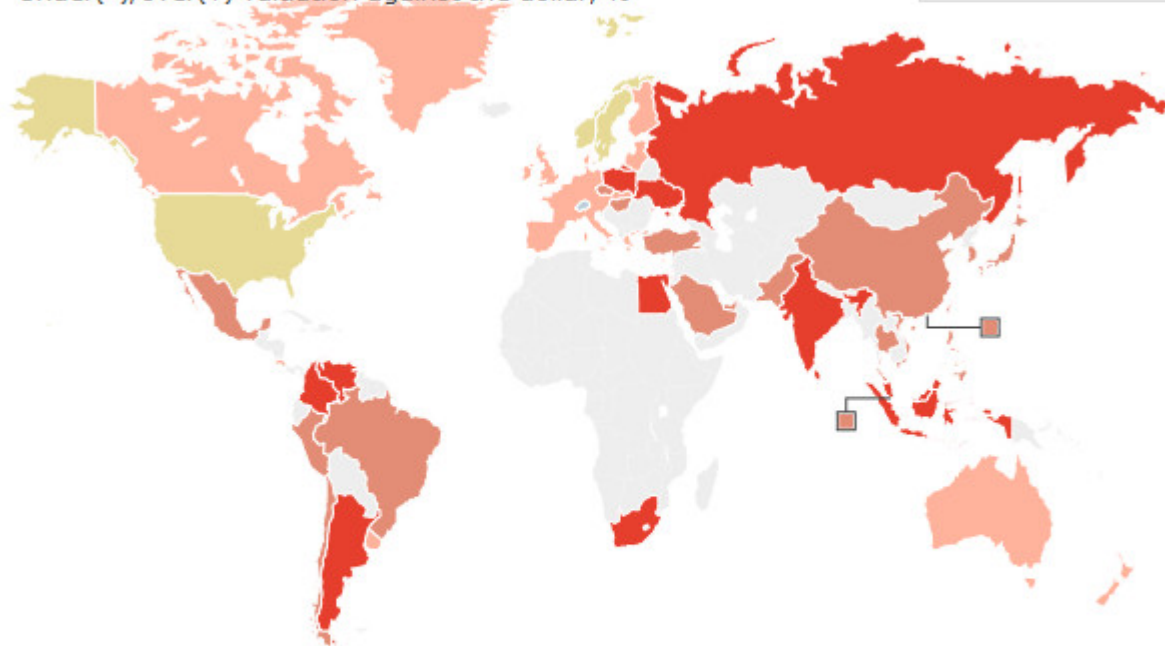 Under(-)/over(+) valuation against the dollar, %